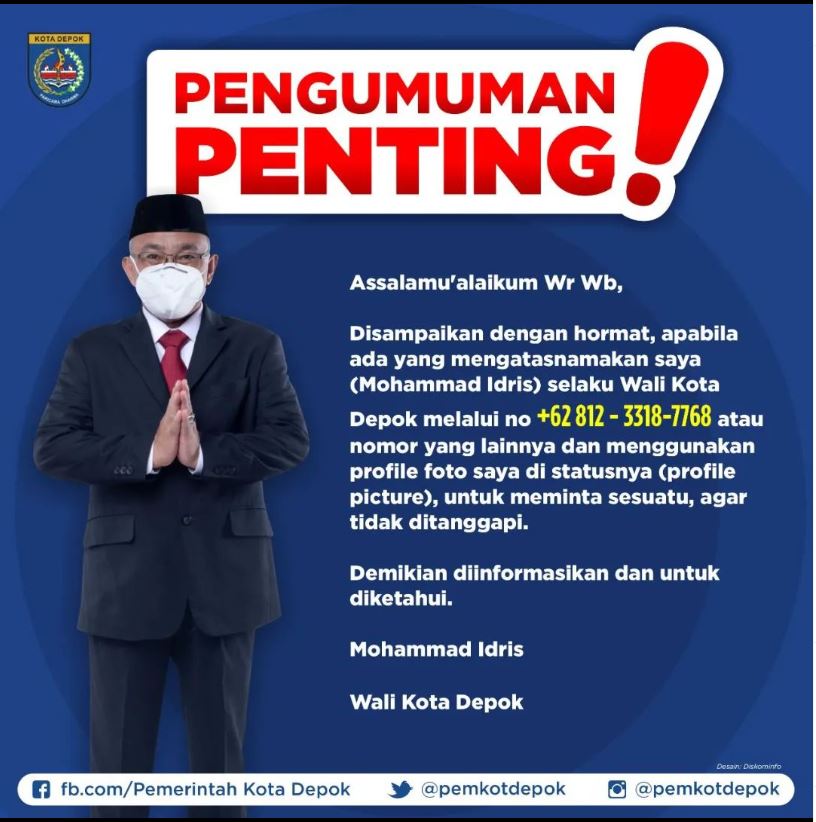 KOTA DEPOK
PARICARA DHARMA
PENGUMUMAN
PENTING!
Assalamu'alaikum Wr Wb,
Disampaikan dengan hormat, apabila
ada yang mengatasnamakan saya
(Mohammad Idris) selaku Wali Kota
Depok melalui no +62 812 - 3318-7768 atau
nomor yang lainnya dan menggunakan
profile foto saya di statusnya (profile
picture), untuk meminta sesuatu, agar
tidak ditanggapi.
Demikian diinformasikan dan untuk
diketahui.
Mohammad Idris
Wali Kota Depok
Desain: Diskominfo
fb.com/Pemerintah Kota Depok @pemkotdepok @pemkotdepok